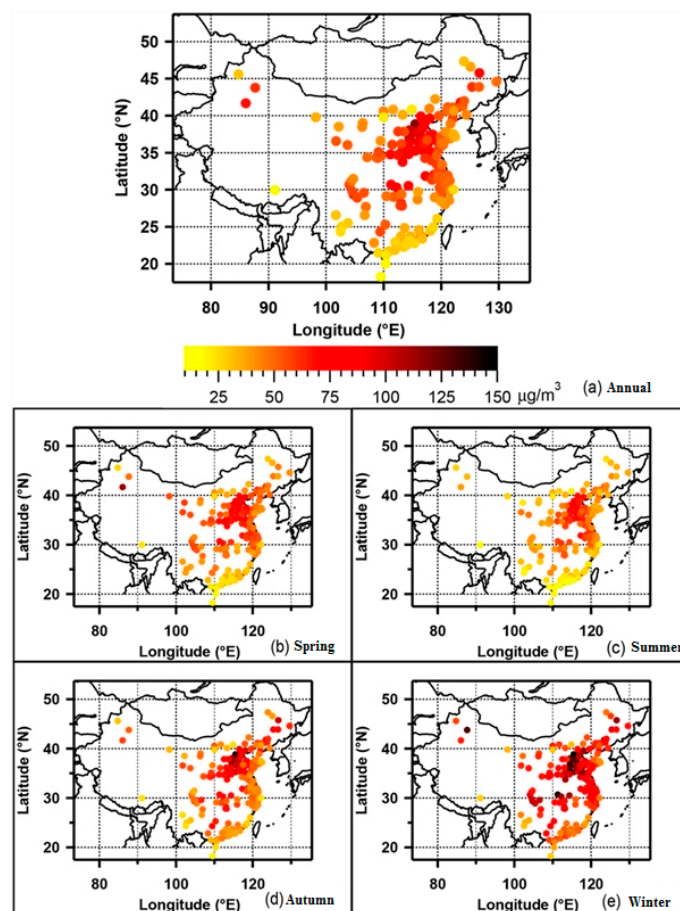 50
45
40
35
30
25
20
Latitude (°N)
80 90 100 110 120 130
Longitude (°E)
25 50 75 100 125 150 µg/m³
(a) Annual
50
40
30
20
Latitude (°N)
80 100 120
Longitude (°E)
(b) Spring
50
40
30
20
Latitude (°N)
80 100 120
Longitude (°E)
(c) Summer
50
40
30
20
Latitude (°N)
80 100 120
Longitude (°E)
(d) Autumn
50
40
30
20
Latitude (°N)
80 100 120
Longitude (°E)
(e) Winter